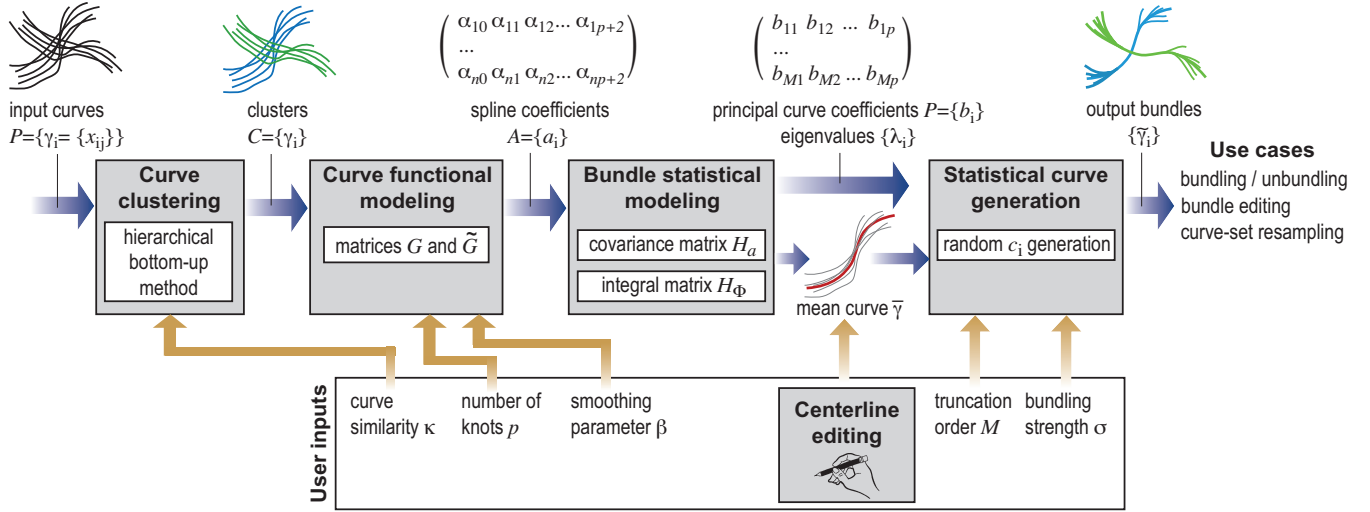 input curves
P={γi= {xij}}
clusters
C={γi}
α10 α11 α12... α1p+2
...
αn0 αn1 αn2... αnp+2
spline coefficients
A={ai}
b11 b12 ... b1p
...
bM1 bM2 ... bMp
principal curve coefficients P={bi}
eigenvalues {λi}
output bundles
{γ̃i}
Curve
clustering
hierarchical
bottom-up
method
Curve functional
modeling
matrices G and G̃
Bundle statistical
modeling
covariance matrix Ha
integral matrix HΦ
mean curve γ̅
Statistical curve
generation
random ci generation
Use cases
bundling / unbundling
bundle editing
curve-set resampling
User inputs
curve
similarity κ
number of
knots p
smoothing
parameter β
Centerline
editing
truncation
order M
bundling
strength σ